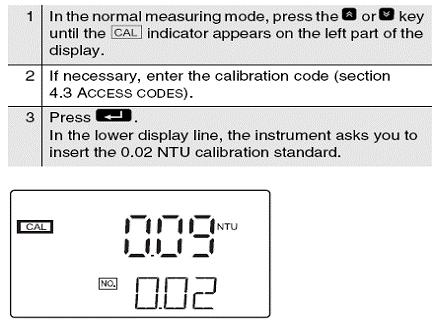 1 In the normal measuring mode, press the or key
until the CAL indicator appears on the left part of the
display.
2 If necessary, enter the calibration code (section
4.3 ACCESS CODES).
3 Press .
In the lower display line, the instrument asks you to
insert the 0.02 NTU calibration standard.
CAL 0.09 NTU
NO. 0.02